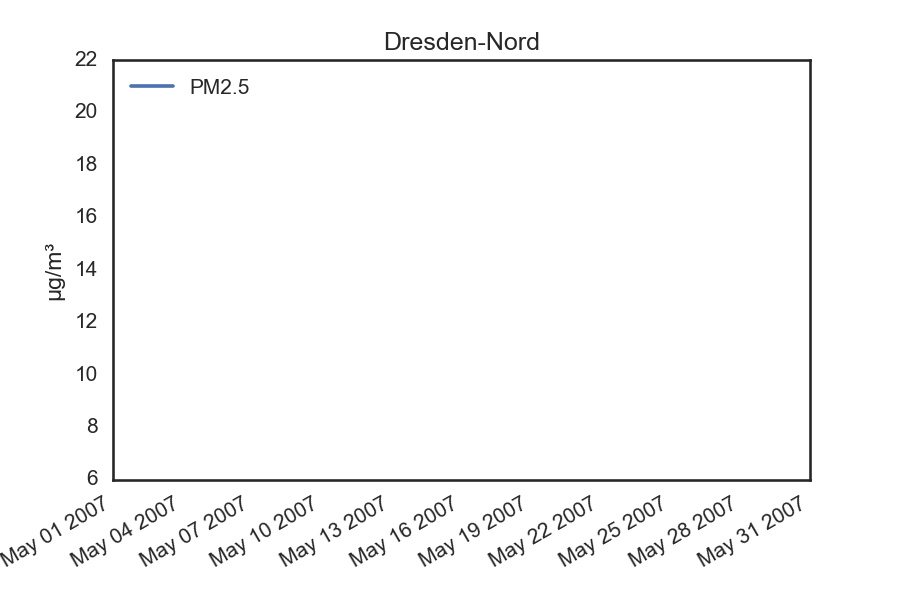 Dresden-Nord
PM2.5
µg/m³
22
20
18
16
14
12
10
8
6
May 01 2007
May 04 2007
May 07 2007
May 10 2007
May 13 2007
May 16 2007
May 19 2007
May 22 2007
May 25 2007
May 28 2007
May 31 2007